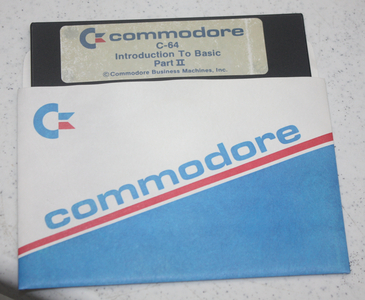 commodore
C-64
Introduction To Basic
Part II
©Commodore Business Machines, Inc.
commodore